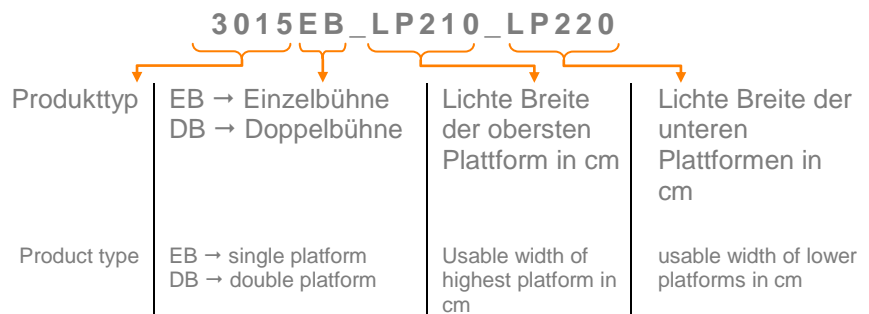 3015EB_LP210_LP220
Produkttyp
EB → Einzelbühne
DB → Doppelbühne
Lichte Breite
der obersten
Plattform in cm
Lichte Breite der
unteren
Plattformen in
cm
Product type
EB → single platform
DB → double platform
Usable width of
highest platform in
cm
usable width of lower
platforms in cm